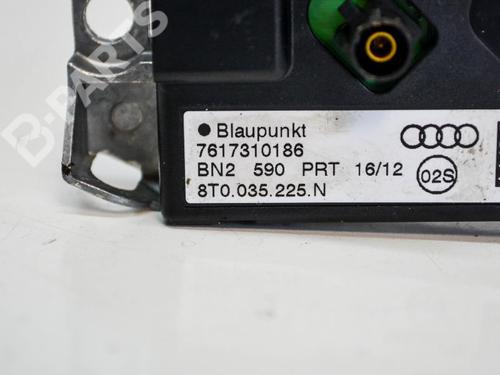 B-PARTS
Blaupunkt
7617310186
BN2 590 PRT 16/12
02S
8T0.035.225.N